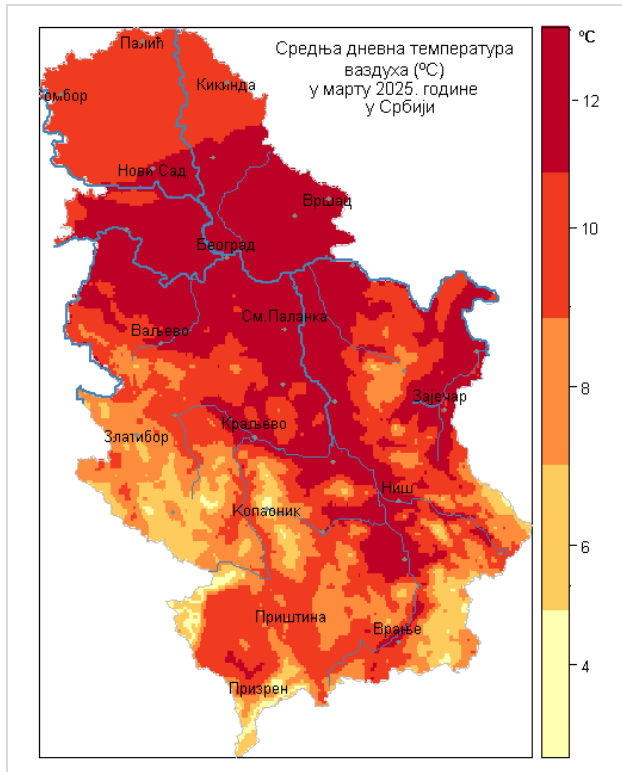 Средња дневна температура
ваздуха (ºC)
у марту 2025. године
у Србији
ºC
12
10
8
6
4
Палић
Кикинда
омбор
Нови Сад
Вршац
Београд
См.Паланка
Ваљево
Зајечар
Краљево
Златибор
Ниш
Копаоник
Приштина
Врање
Призрен